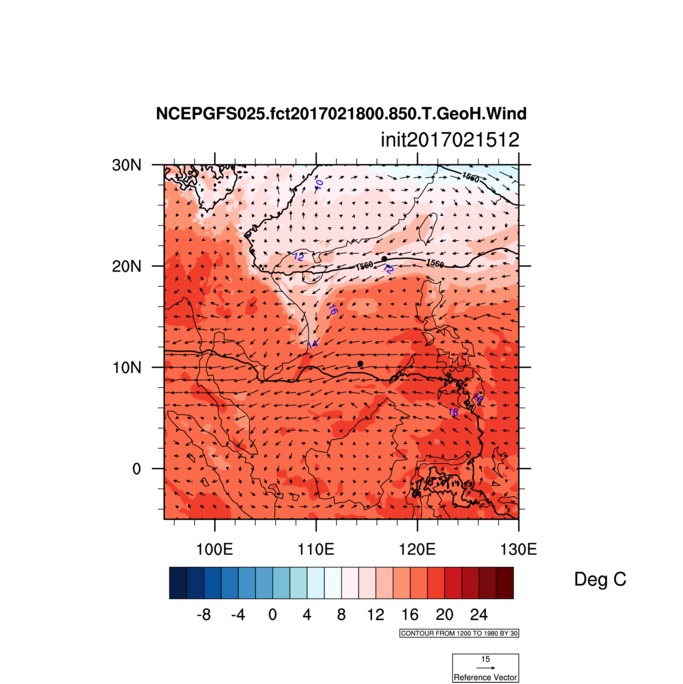 NCEPGFS025.fct2017021800.850.T.GeoH.Wind
init2017021512
30N
20N
10N
0
10
1560
12
1560
1560
12
16
14
18
100E 110E 120E 130E
Deg C
-8 -4 0 4 8 12 16 20 24
CONTOUR FROM 1200 TO 1980 BY 30
15
Reference Vector